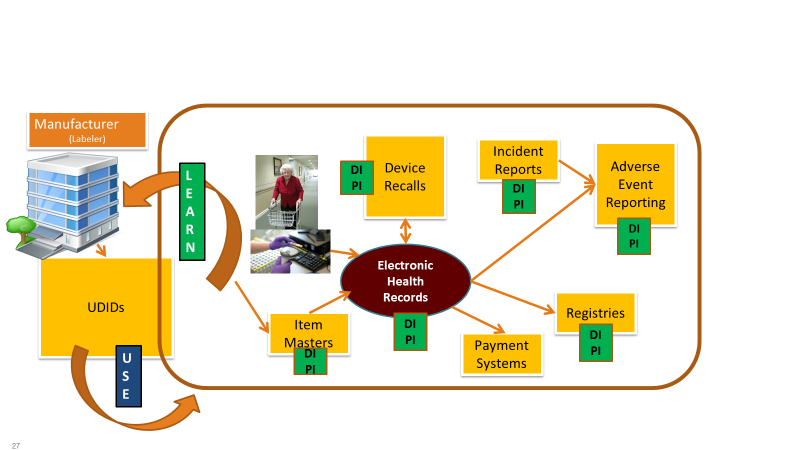 Manufacturer
(Labeler)
L
E
A
R
N
UDIDs
U
S
E
DI
PI
Device
Recalls
Incident
Reports
DI
PI
Adverse
Event
Reporting
DI
PI
Electronic
Health
Records
DI
PI
Item
Masters
DI
PI
Payment
Systems
Registries
DI
PI
27